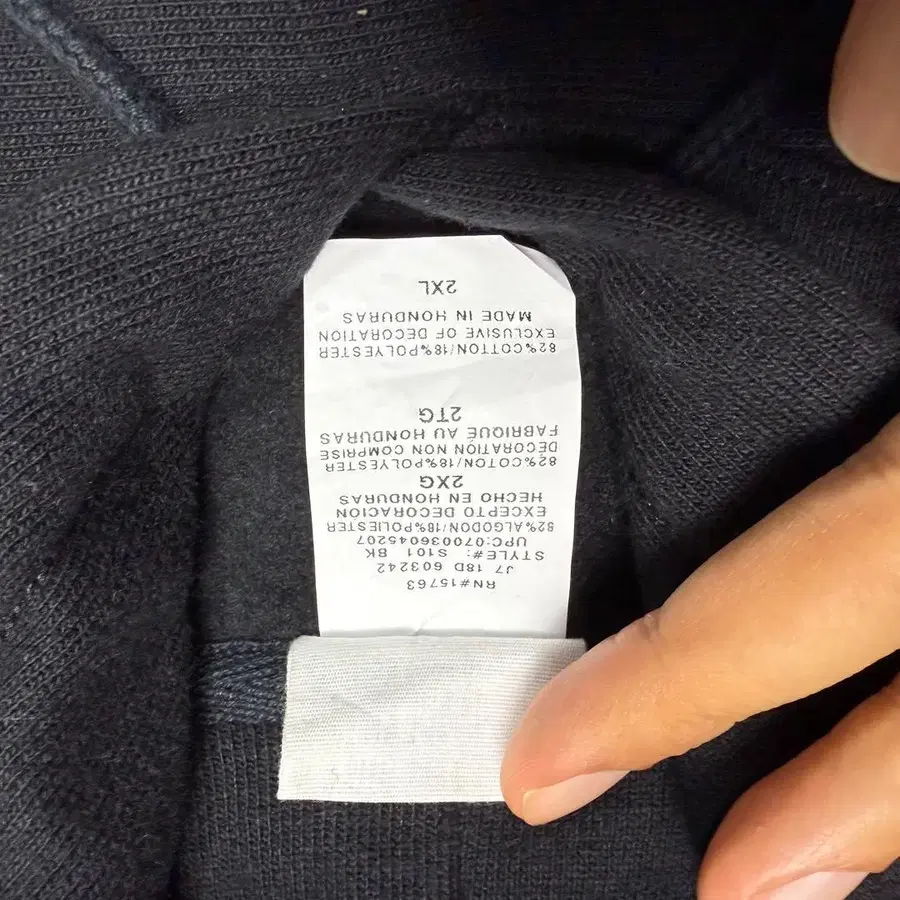 RN#15763
J7 18D 603242
STYLE#: S101 BK
UPC:070036045207
82%ALGODON/18%POLIESTER
EXCEPTO DECORACION
HECHO EN HONDURAS
2XG
82%COTON/18%POLYESTER
DÉCORATION NON COMPRISE
FABRIQUÉ AU HONDURAS
2TG
82%COTTON/18%POLYESTER
EXCLUSIVE OF DECORATION
MADE IN HONDURAS
2XL